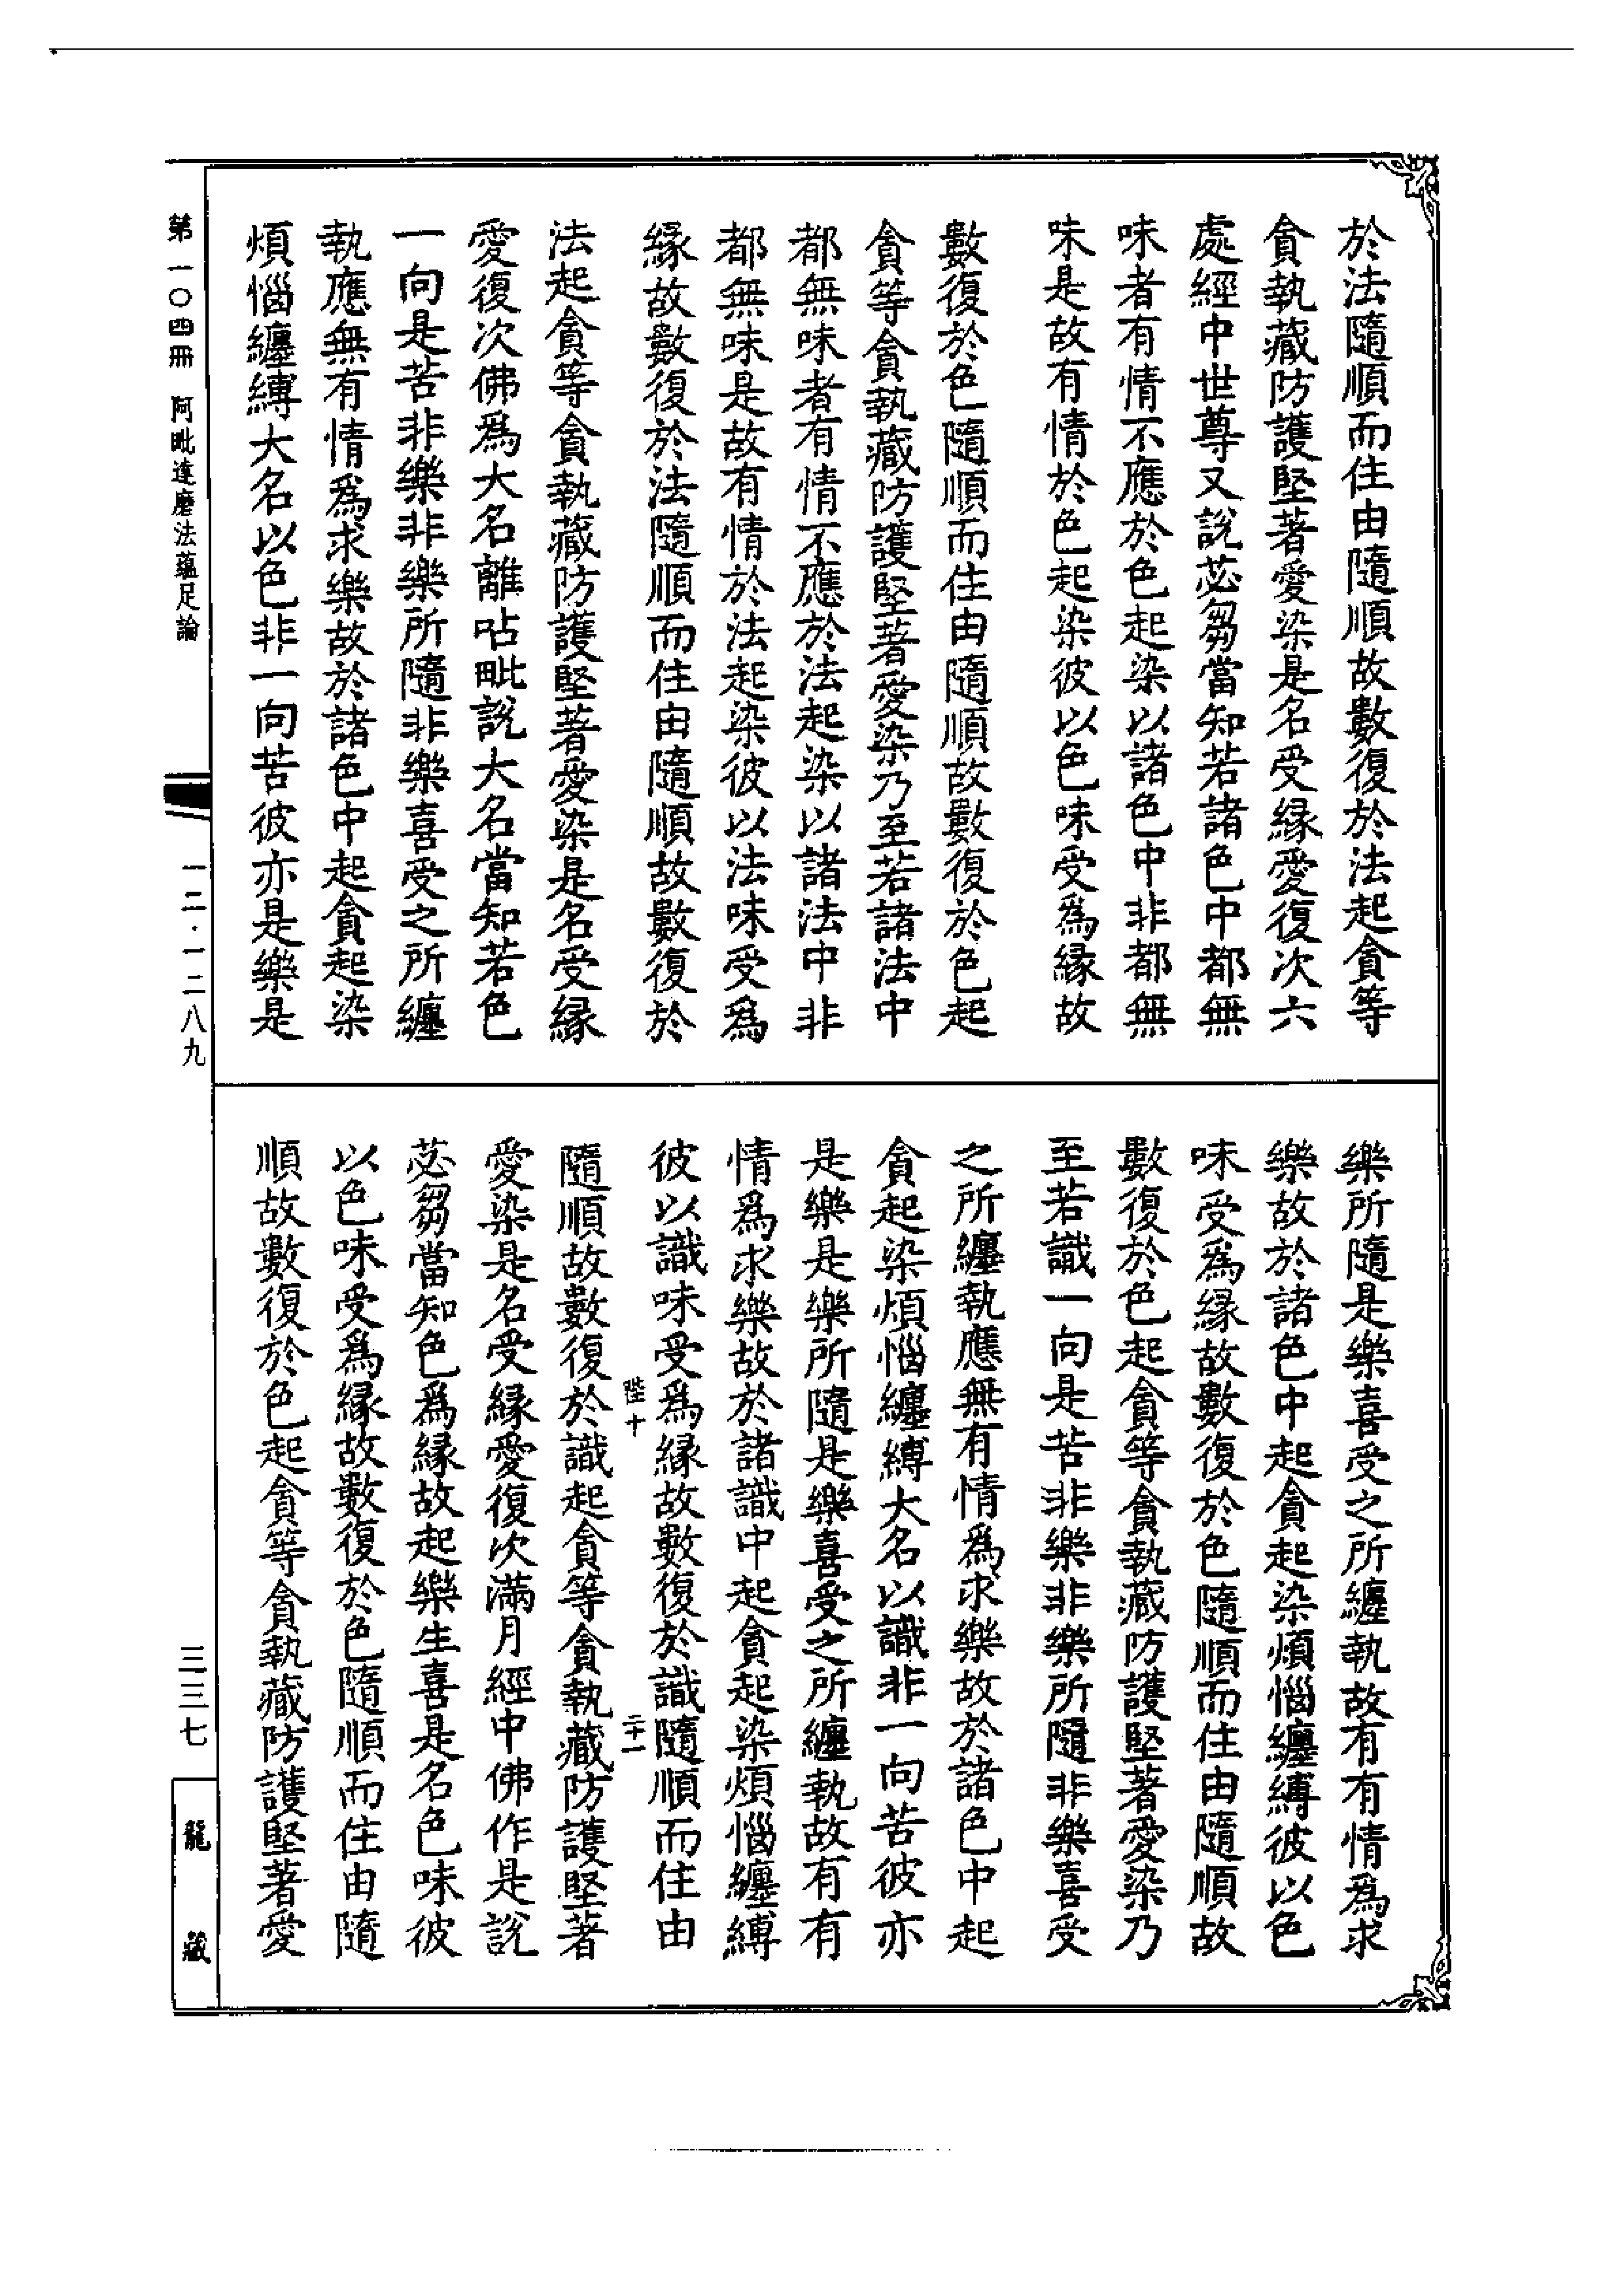 於法隨順而住由隨順故數復於法起貪等
貪執藏防護堅著愛染是名受緣愛復次六
處經中世尊又說苾芻當知若諸色中都無
味者有情不應於色起染以諸色中非都無
味是故有情於色起染彼以色味受爲緣故
數復於色隨順而住由隨順故數復於色起
貪等貪執藏防護堅著愛染乃至若諸法中
都無味者有情不應於法起染以諸法中非
都無味是故有情於法起染彼以法味受爲
緣故數復於法隨順而住由隨順故數復於
法起貪等貪執藏防護堅著愛染是名受緣
愛復次佛爲大名離呫毗說大名當知若色
一向是苦非樂非樂所隨非樂喜受之所纏
執應無有情爲求樂故於諸色中起貪起染
煩惱纏縛大名以色非一向苦彼亦是樂是
樂所隨是樂喜受之所纏執故有有情爲求
樂故於諸色中起貪起染煩惱纏縛彼以色
味受爲緣故數復於色隨順而住由隨順故
數復於色起貪等貪執藏防護堅著愛染乃
至若識一向是苦非樂非樂所隨非樂喜受
之所纏執應無有情爲求樂故於諸色中起
貪起染煩惱纏縛大名以識非一向苦彼亦
是樂是樂所隨是樂喜受之所纏執故有有
情爲求樂故於諸識中起貪起染煩惱纏縛
彼以識味受爲緣故數復於識隨順而住由
陛十 二十一
隨順故數復於識起貪等貪執藏防護堅著
愛染是名受緣愛復次滿月經中佛作是說
苾芻當知色爲緣故起樂生喜是名色味彼
以色味受爲緣故數復於色隨順而住由隨
順故數復於色起貪等貪執藏防護堅著愛
第一〇四冊 阿毗達磨法蘊足論
一二·一二八九
三三七
龍藏